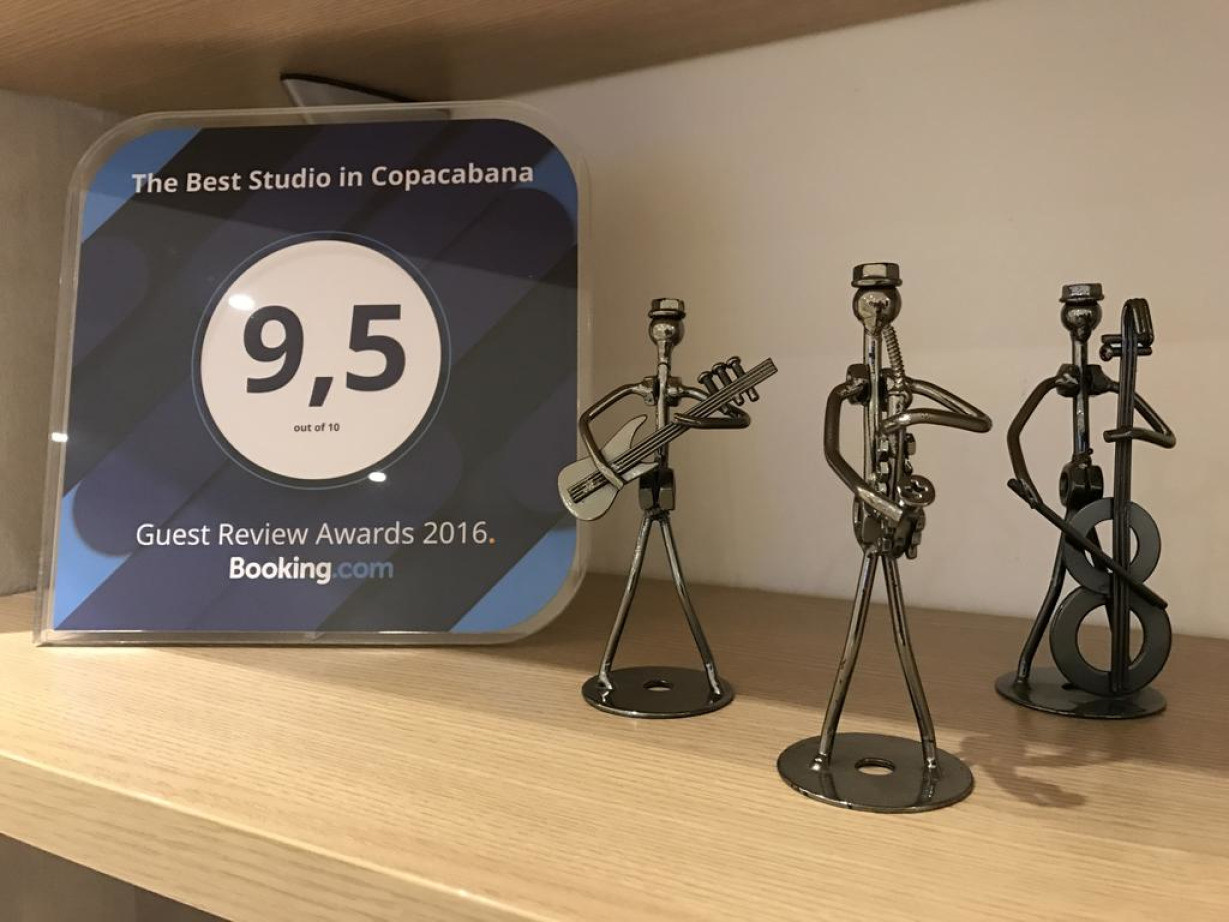 The Best Studio in Copacabana
9,5
out of 10
Guest Review Awards 2016.
Booking.com